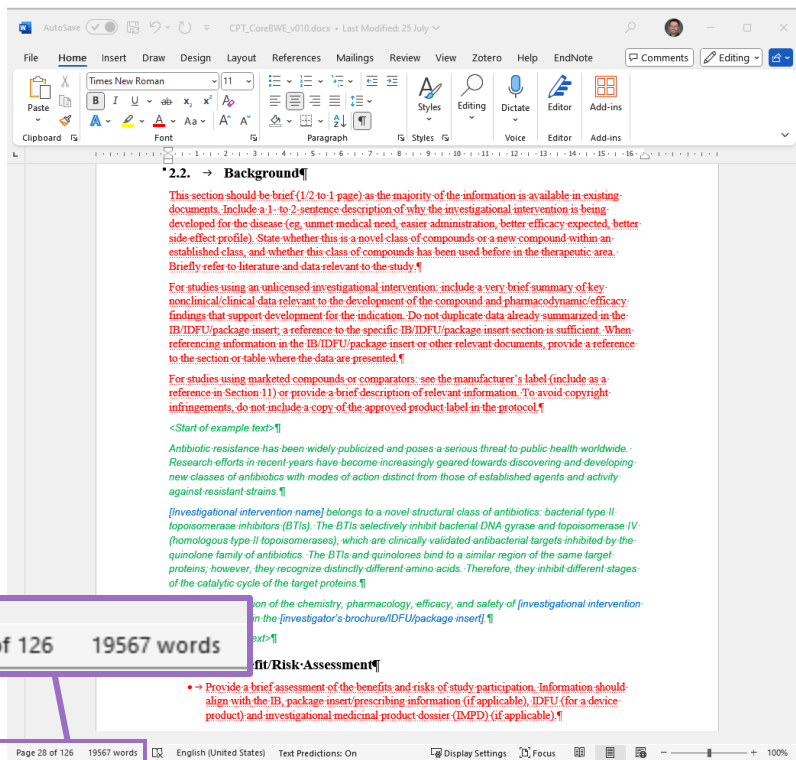 AutoSave CPT_CoreBWE_v010.docx • Last Modified: 25 July
File Home Insert Draw Design Layout References Mailings Review View Zotero Help EndNote Comments Editing
Times New Roman 11
Paste B I U ab x₂ x² A Styles Editing Dictate Editor Add-ins
A A Aa A A
Clipboard Font Paragraph Styles Voice Editor Add-ins
1 2 3 4 5 6 7 8 9 10 11 12 13 14 15 16
2.2. → Background¶
This section should be brief (1/2 to 1 page) as the majority of the information is available in existing
documents. Include a 1- to 2-sentence description of why the investigational intervention is being
developed for the disease (eg, unmet medical need, easier administration, better efficacy expected, better
side-effect profile). State whether this is a novel class of compounds or a new compound within an
established class, and whether this class of compounds has been used before in the therapeutic area.
Briefly refer to literature and data relevant to the study.¶
For studies using an unlicensed investigational intervention: include a very brief summary of key
nonclinical/clinical data relevant to the development of the compound and pharmacodynamic/efficacy
findings that support development for the indication. Do not duplicate data already summarized in the
IB/IDFU/package insert; a reference to the specific IB/IDFU/package insert section is sufficient. When
referencing information in the IB/IDFU/package insert or other relevant documents, provide a reference
to the section or table where the data are presented.¶
For studies using marketed compounds or comparators: see the manufacturer's label (include as a
reference in Section 11) or provide a brief description of relevant information. To avoid copyright
infringements, do not include a copy of the approved product label in the protocol.¶
<Start of example text>¶
Antibiotic resistance has been widely publicized and poses a serious threat to public health worldwide.
Research efforts in recent years have become increasingly geared towards discovering and developing
new classes of antibiotics with modes of action distinct from those of established agents and activity
against resistant strains.¶
[Investigational intervention name] belongs to a novel structural class of antibiotics: bacterial type II
topoisomerase inhibitors (BTIs). The BTIs selectively inhibit bacterial DNA gyrase and topoisomerase IV
(homologous type II topoisomerases), which are clinically validated antibacterial targets inhibited by the
quinolone family of antibiotics. The BTIs and quinolones bind to a similar region of the same target
proteins; however, they recognize distinctly different amino acids. Therefore, they inhibit different stages
of the catalytic cycle of the target proteins.¶
ion of the chemistry, pharmacology, efficacy, and safety of [investigational intervention
in the [investigator's brochure/IDFU/package insert].¶
ext>¶
of 126 19567 words
fit/Risk Assessment¶
• → Provide a brief assessment of the benefits and risks of study participation. Information should
align with the IB, package insert/prescribing information (if applicable), IDFU (for a device
product) and investigational medicinal product dossier (IMPD) (if applicable).¶
Page 28 of 126 19567 words English (United States) Text Predictions: On Display Settings Focus 100%